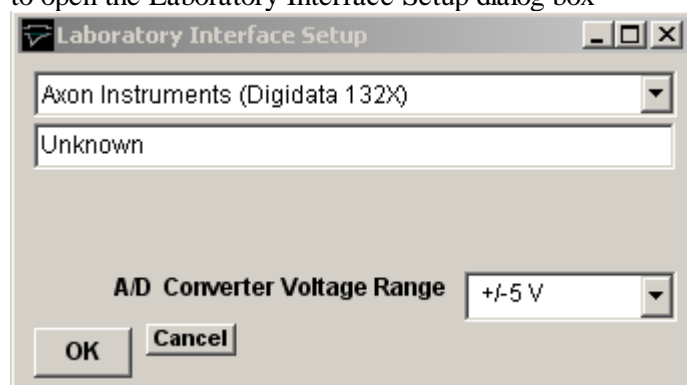 to open the Laboratory Interface Setup dialog box
Laboratory Interface Setup
Axon Instruments (Digidata 132X)
Unknown
A/D Converter Voltage Range
+/-5 V
OK
Cancel